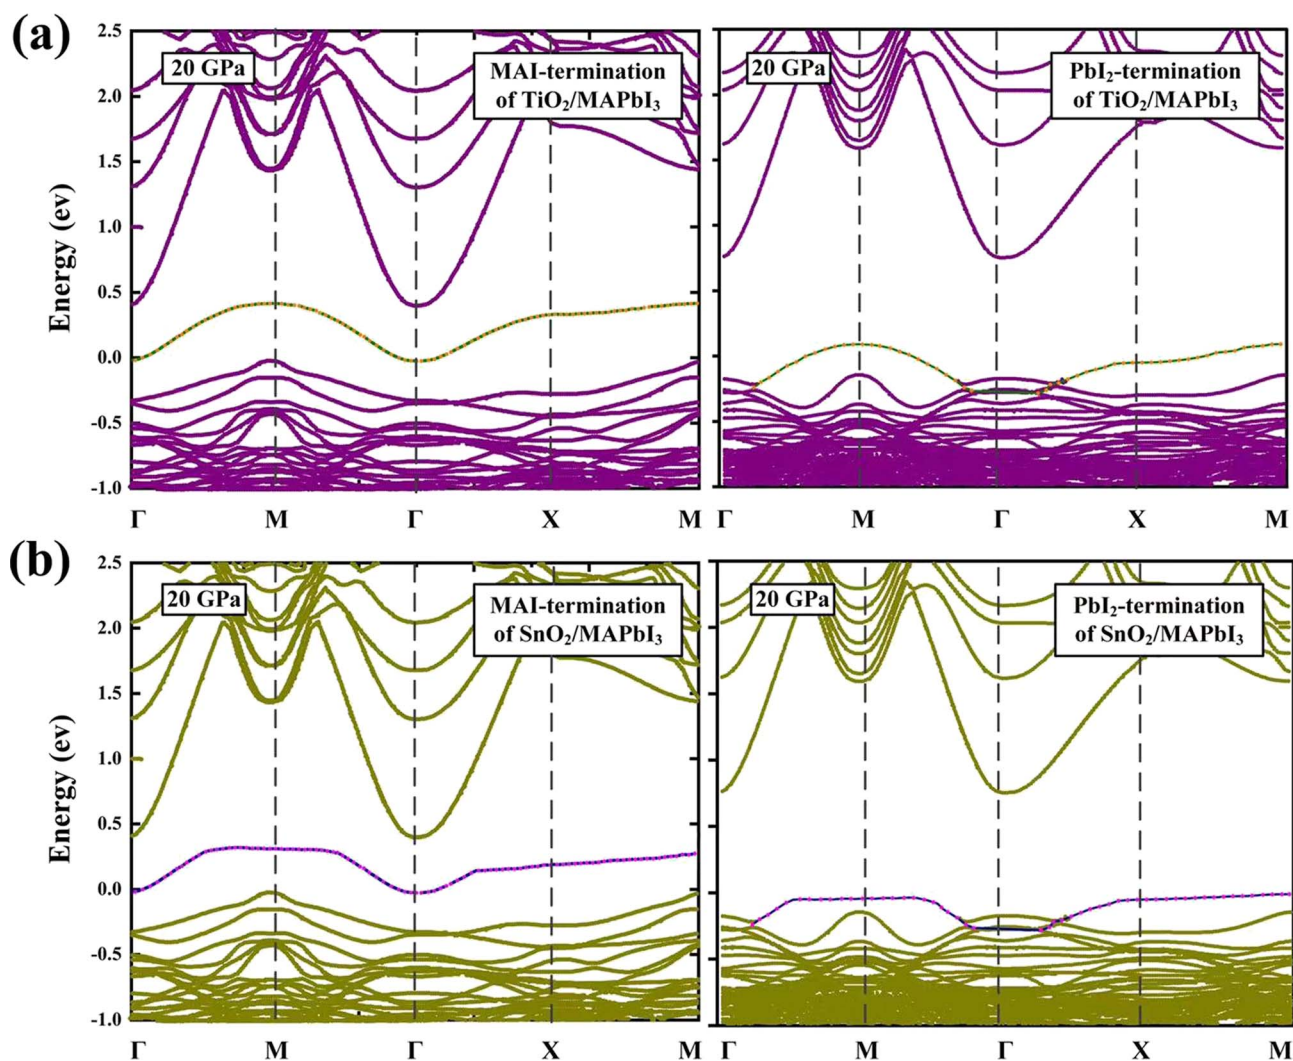 (a)
2.5
20 GPa
MAI-termination
of TiO₂/MAPbI₃
20 GPa
PbI₂-termination
of TiO₂/MAPbI₃
2.0
1.5
1.0
0.5
0.0
-0.5
-1.0
Energy (ev)
Γ M Γ X M
Γ M Γ X M
(b)
2.5
20 GPa
MAI-termination
of SnO₂/MAPbI₃
20 GPa
PbI₂-termination
of SnO₂/MAPbI₃
2.0
1.5
1.0
0.5
0.0
-0.5
-1.0
Energy (ev)
Γ M Γ X M
Γ M Γ X M